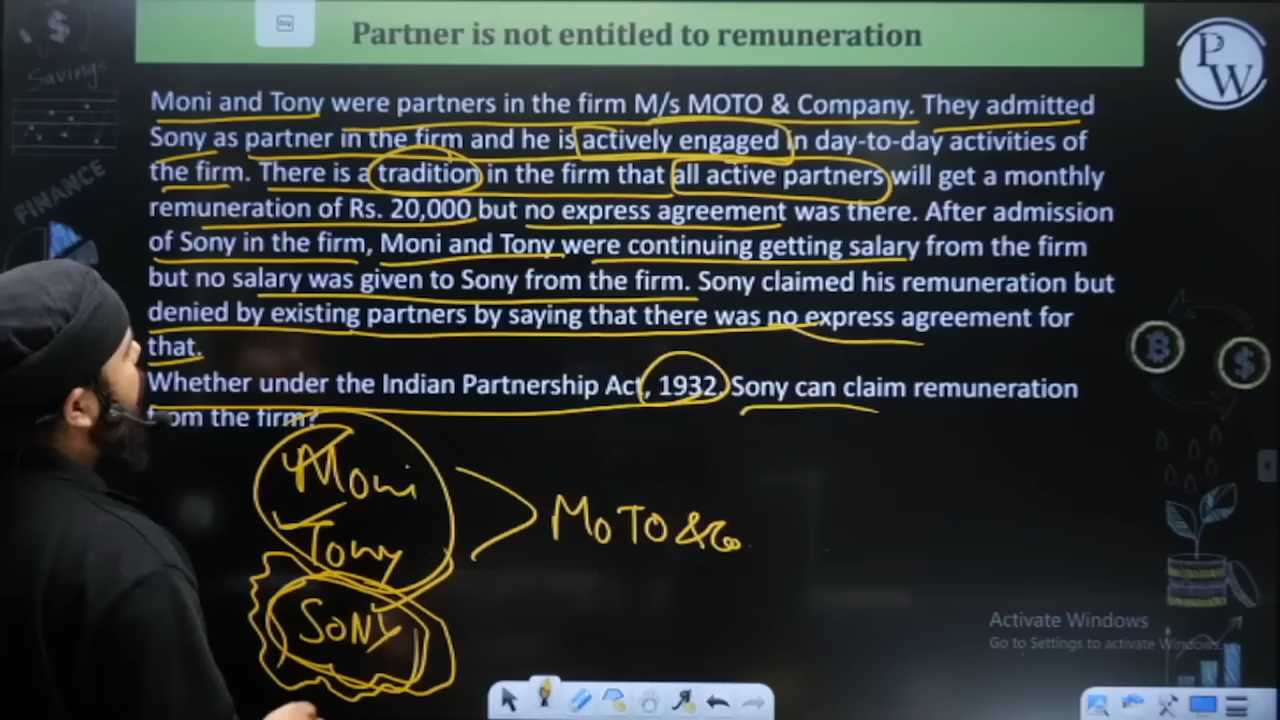 Partner is not entitled to remuneration
Savings
FINANCE
PW
Moni and Tony were partners in the firm M/s MOTO & Company. They admitted
Sony as partner in the firm and he is actively engaged in day-to-day activities of
the firm. There is a tradition in the firm that all active partners will get a monthly
remuneration of Rs. 20,000 but no express agreement was there. After admission
of Sony in the firm, Moni and Tony were continuing getting salary from the firm
but no salary was given to Sony from the firm. Sony claimed his remuneration but
denied by existing partners by saying that there was no express agreement for
that.
Whether under the Indian Partnership Act, 1932, Sony can claim remuneration
from the firm?
Moni
Tony
SONY
MOTO & Co
Activate Windows
Go to Settings to activate Windows.